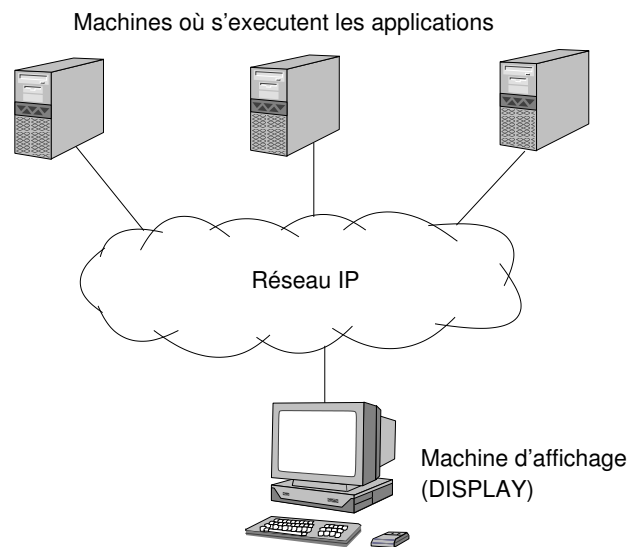 Machines où s'executent les applications
Réseau IP
Machine d'affichage
(DISPLAY)